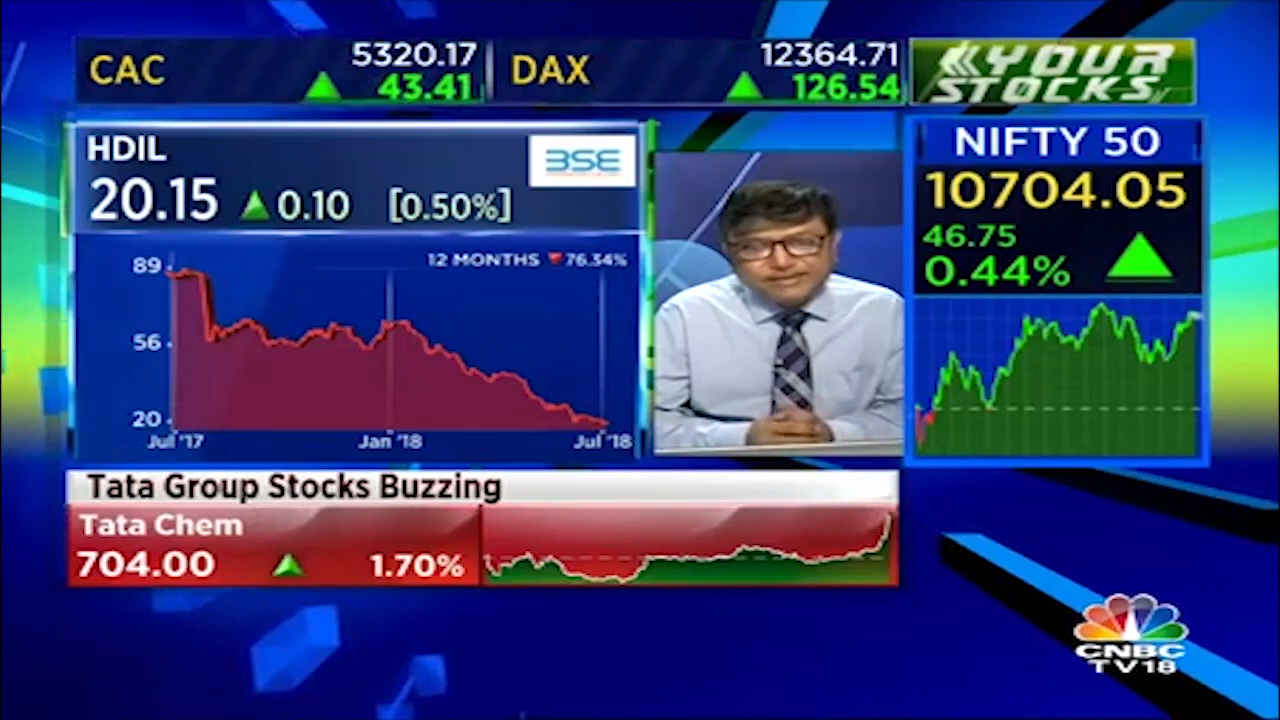 CAC 5320.17
43.41
DAX 12364.71
126.54
YOUR
STOCKS
HDIL
20.15 0.10 [0.50%]
BSE
12 MONTHS 76.34%
89
56
20
Jul '17 Jan '18 Jul '18
NIFTY 50
10704.05
46.75
0.44%
Tata Group Stocks Buzzing
Tata Chem
704.00 1.70%
CNBC
TV18